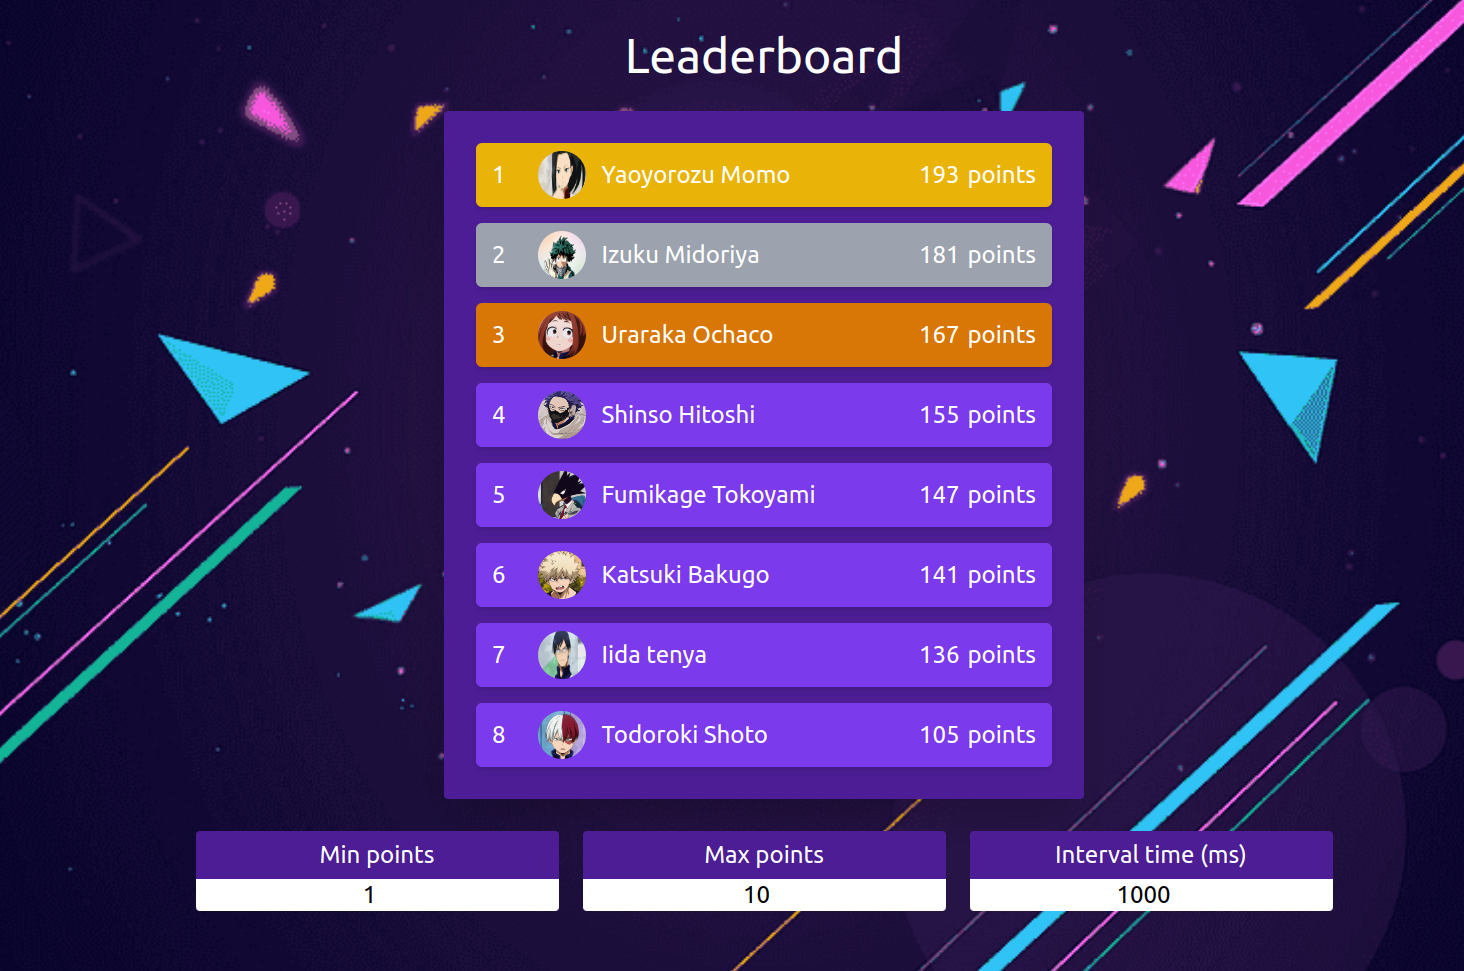 Leaderboard
1 Yaoyorozu Momo 193 points
2 Izuku Midoriya 181 points
3 Uraraka Ochaco 167 points
4 Shinso Hitoshi 155 points
5 Fumikage Tokoyami 147 points
6 Katsuki Bakugo 141 points
7 Iida tenya 136 points
8 Todoroki Shoto 105 points
Min points Max points Interval time (ms)
1 10 1000